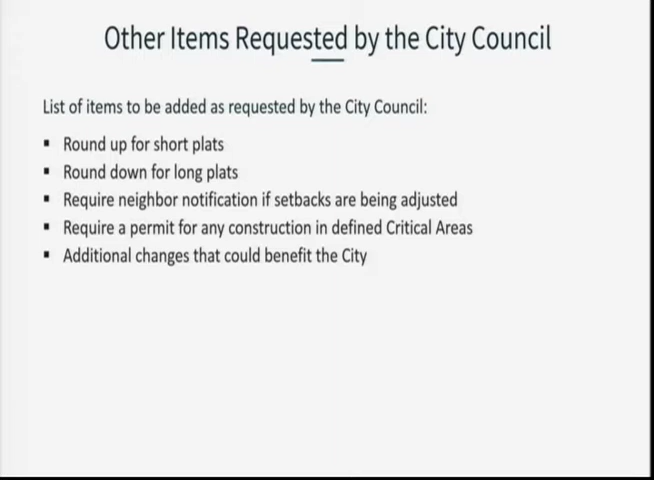 Other Items Requested by the City Council
List of items to be added as requested by the City Council:
▪ Round up for short plats
▪ Round down for long plats
▪ Require neighbor notification if setbacks are being adjusted
▪ Require a permit for any construction in defined Critical Areas
▪ Additional changes that could benefit the City